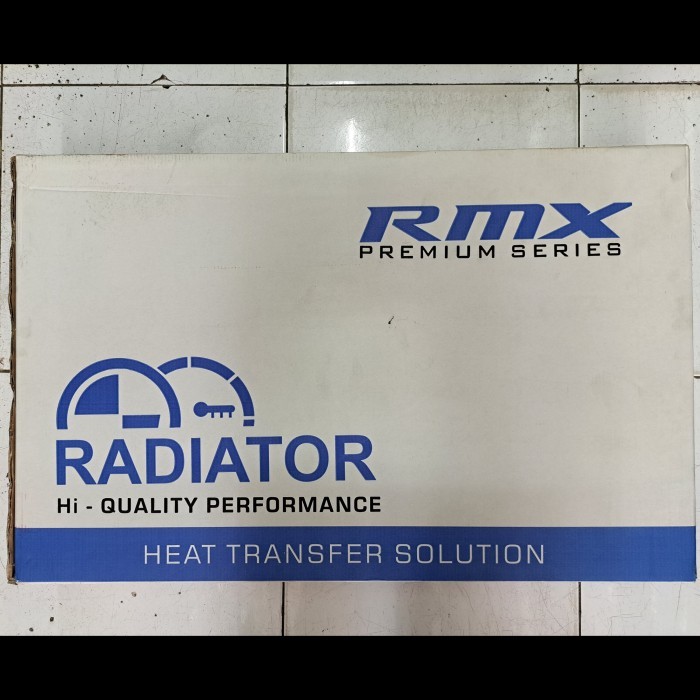 RMX
PREMIUM SERIES
RADIATOR
Hi - QUALITY PERFORMANCE
HEAT TRANSFER SOLUTION